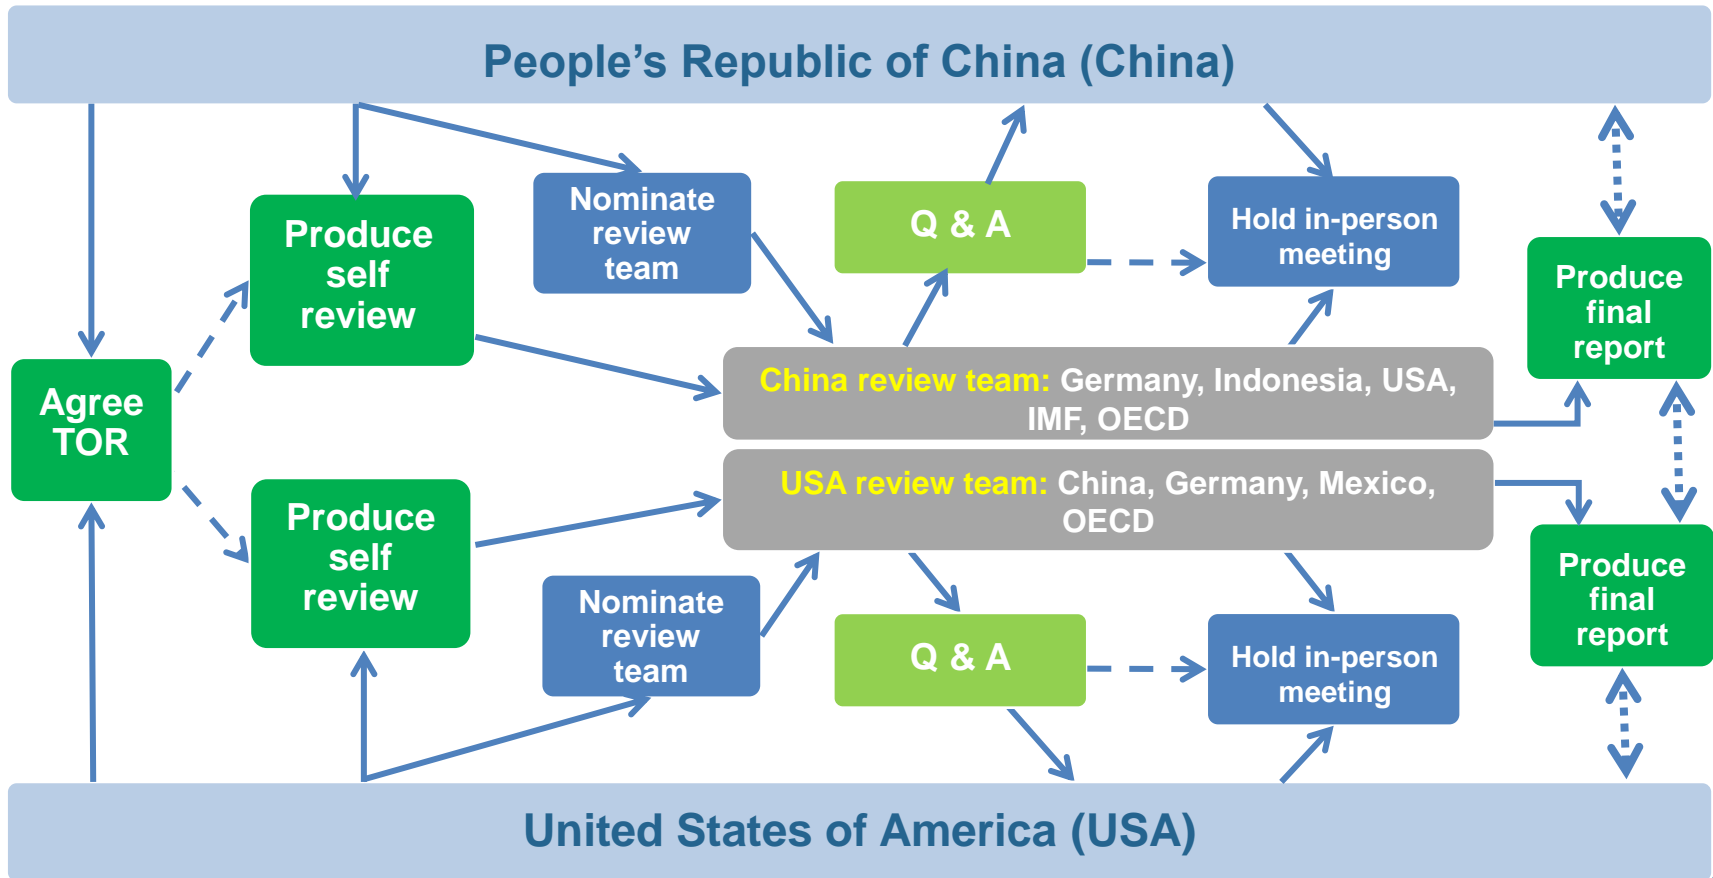 People's Republic of China (China)
Nominate
review
team
Q & A
Hold in-person
meeting
Produce
self
review
Produce
final
report
Agree
TOR
China review team: Germany, Indonesia, USA,
IMF, OECD
USA review team: China, Germany, Mexico,
OECD
Produce
self
review
Produce
final
report
Nominate
review
team
Q & A
Hold in-person
meeting
United States of America (USA)